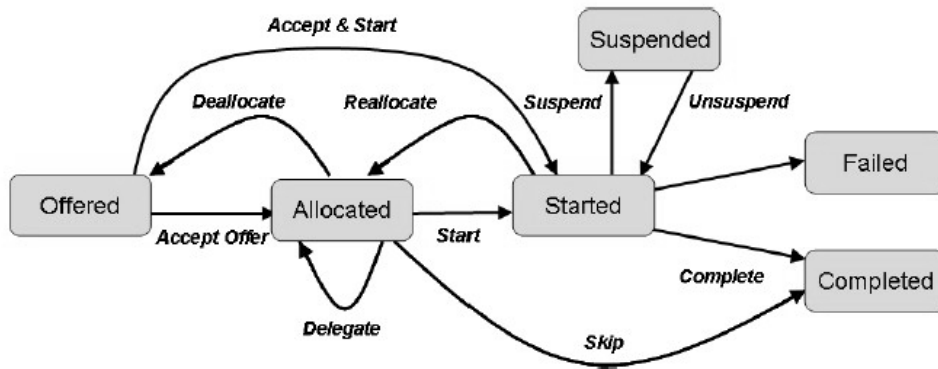 Accept & Start
Suspended
Deallocate
Reallocate
Suspend
Unsuspend
Failed
Offered
Allocated
Started
Accept Offer
Start
Complete
Completed
Delegate
Skip